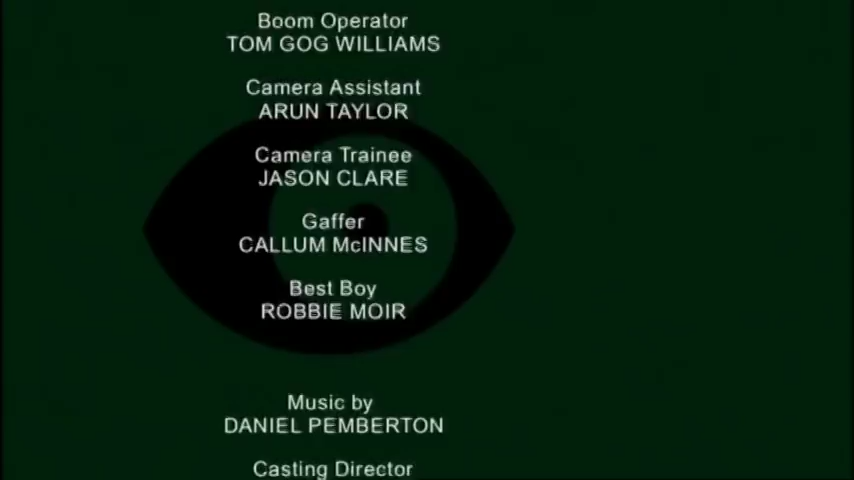 Boom Operator
TOM GOG WILLIAMS
Camera Assistant
ARUN TAYLOR
Camera Trainee
JASON CLARE
Gaffer
CALLUM McINNES
Best Boy
ROBBIE MOIR
Music by
DANIEL PEMBERTON
Casting Director